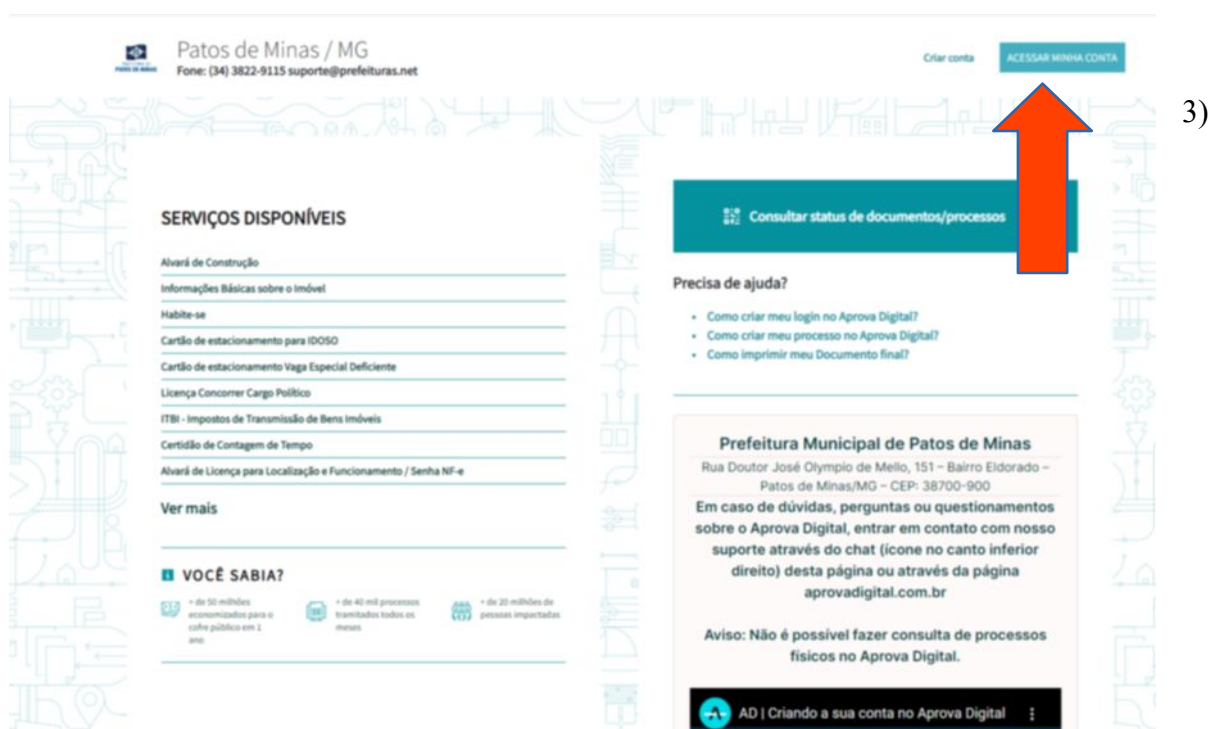 Patos de Minas / MG
Fone: (34) 3822-9115 suporte@prefeituras.net
Criar conta
ACESSAR MINHA CONTA
3)
SERVIÇOS DISPONÍVEIS
Alvará de Construção
Informações Básicas sobre o Imóvel
Habite-se
Cartão de estacionamento para IDOSO
Cartão de estacionamento Vaga Especial Deficiente
Licença Concorrer Cargo Político
ITBI - Impostos de Transmissão de Bens Imóveis
Certidão de Contagem de Tempo
Alvará de Licença para Localização e Funcionamento / Senha NF-e
Ver mais
VOCÊ SABIA?
+ de 50 milhões
economizados para o
cofre público em 1
ano
+ de 40 mil processos
tramitados todos os
meses
+ de 20 milhões de
pessoas impactadas
Consultar status de documentos/processos
Precisa de ajuda?
• Como criar meu login no Aprova Digital?
• Como criar meu processo no Aprova Digital?
• Como imprimir meu Documento final?
Prefeitura Municipal de Patos de Minas
Rua Doutor José Olympio de Mello, 151 – Bairro Eldorado –
Patos de Minas/MG – CEP: 38700-900
Em caso de dúvidas, perguntas ou questionamentos
sobre o Aprova Digital, entrar em contato com nosso
suporte através do chat (ícone no canto inferior
direito) desta página ou através da página
aprovadigital.com.br
Aviso: Não é possível fazer consulta de processos
físicos no Aprova Digital.
AD | Criando a sua conta no Aprova Digital